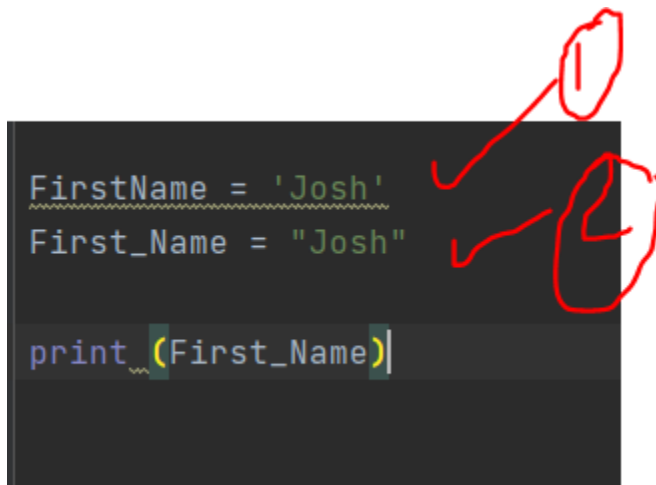 1
FirstName = 'Josh'
2
First_Name = "Josh"
print (First_Name)